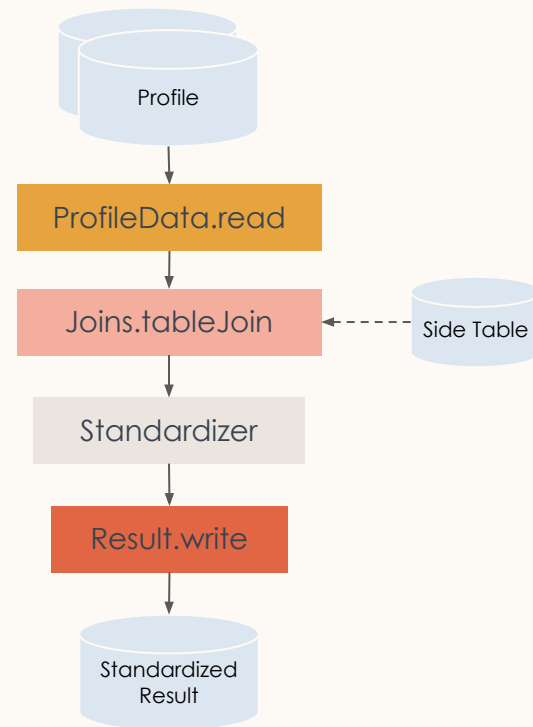 Profile
ProfileData.read
Joins.tableJoin
Side Table
Standardizer
Result.write
Standardized
Result